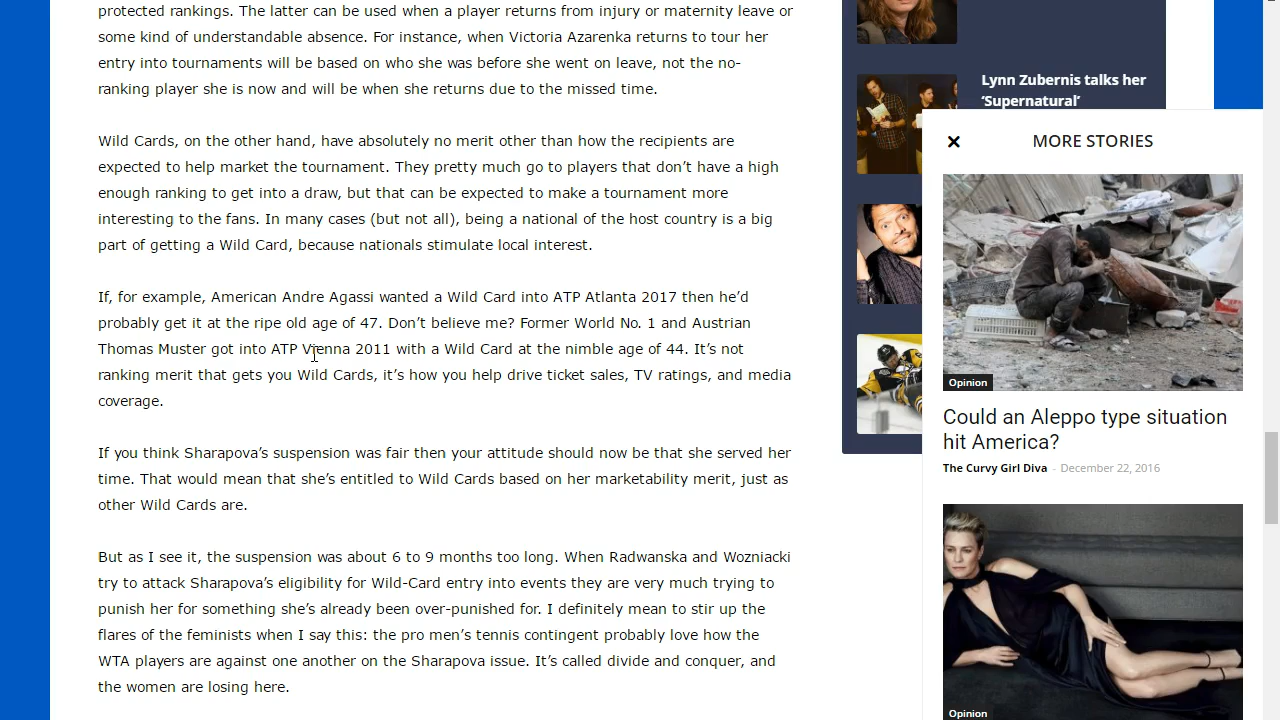 protected rankings. The latter can be used when a player returns from injury or maternity leave or
some kind of understandable absence. For instance, when Victoria Azarenka returns to tour her
entry into tournaments will be based on who she was before she went on leave, not the no-
ranking player she is now and will be when she returns due to the missed time.
Wild Cards, on the other hand, have absolutely no merit other than how the recipients are
expected to help market the tournament. They pretty much go to players that don’t have a high
enough ranking to get into a draw, but that can be expected to make a tournament more
interesting to the fans. In many cases (but not all), being a national of the host country is a big
part of getting a Wild Card, because nationals stimulate local interest.
If, for example, American Andre Agassi wanted a Wild Card into ATP Atlanta 2017 then he’d
probably get it at the ripe old age of 47. Don’t believe me? Former World No. 1 and Austrian
Thomas Muster got into ATP Vienna 2011 with a Wild Card at the nimble age of 44. It’s not
ranking merit that gets you Wild Cards, it’s how you help drive ticket sales, TV ratings, and media
coverage.
If you think Sharapova’s suspension was fair then your attitude should now be that she served her
time. That would mean that she’s entitled to Wild Cards based on her marketability merit, just as
other Wild Cards are.
But as I see it, the suspension was about 6 to 9 months too long. When Radwanska and Wozniacki
try to attack Sharapova’s eligibility for Wild-Card entry into events they are very much trying to
punish her for something she’s already been over-punished for. I definitely mean to stir up the
flares of the feminists when I say this: the pro men’s tennis contingent probably love how the
WTA players are against one another on the Sharapova issue. It’s called divide and conquer, and
the women are losing here.
Lynn Zubernis talks her
‘Supernatural’
MORE STORIES
Opinion
Could an Aleppo type situation
hit America?
The Curvy Girl Diva - December 22, 2016
Opinion